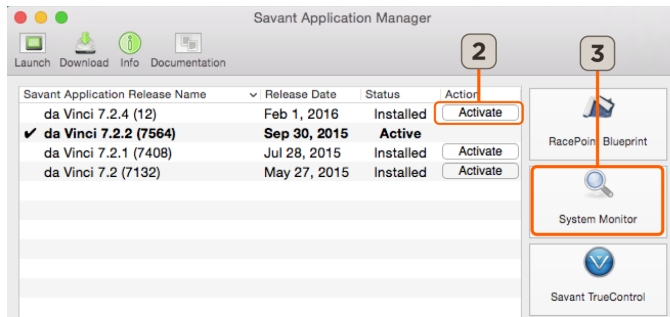 Savant Application Manager
Launch Download Info Documentation
2
3
Savant Application Release Name Release Date Status Action
da Vinci 7.2.4 (12) Feb 1, 2016 Installed Activate
✔ da Vinci 7.2.2 (7564) Sep 30, 2015 Active
da Vinci 7.2.1 (7408) Jul 28, 2015 Installed Activate
da Vinci 7.2 (7132) May 27, 2015 Installed Activate
RacePoint Blueprint
System Monitor
Savant TrueControl